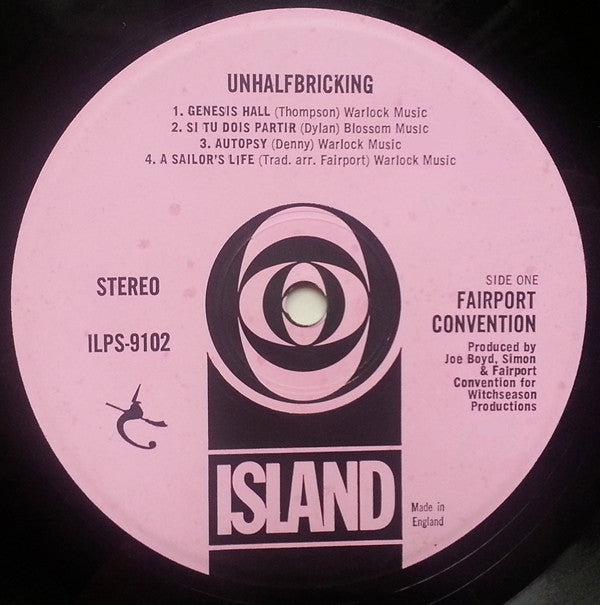 UNHALFBRICKING
1. GENESIS HALL (Thompson) Warlock Music
2. SI TU DOIS PARTIR (Dylan) Blossom Music
3. AUTOPSY (Denny) Warlock Music
4. A SAILOR'S LIFE (Trad. arr. Fairport) Warlock Music
STEREO
ILPS-9102
SIDE ONE
FAIRPORT
CONVENTION
Produced by
Joe Boyd, Simon
& Fairport
Convention for
Witchseason
Productions
ISLAND
Made in
England